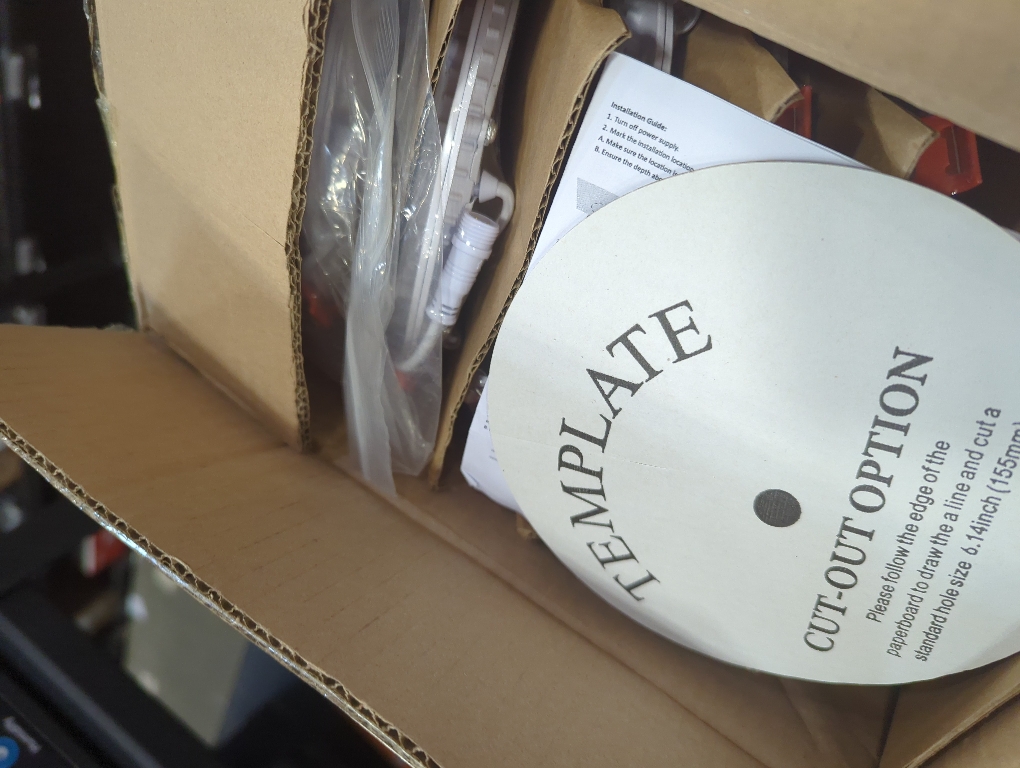 Installation Guide:
1. Turn off power supply.
2. Mark the installation location
A. Make sure the location is
B. Ensure the depth abo
TEMPLATE
CUT-OUT OPTION
Please follow the edge of the
paperboard to draw the a line and cut a
standard hole size 6.14inch (155mm)